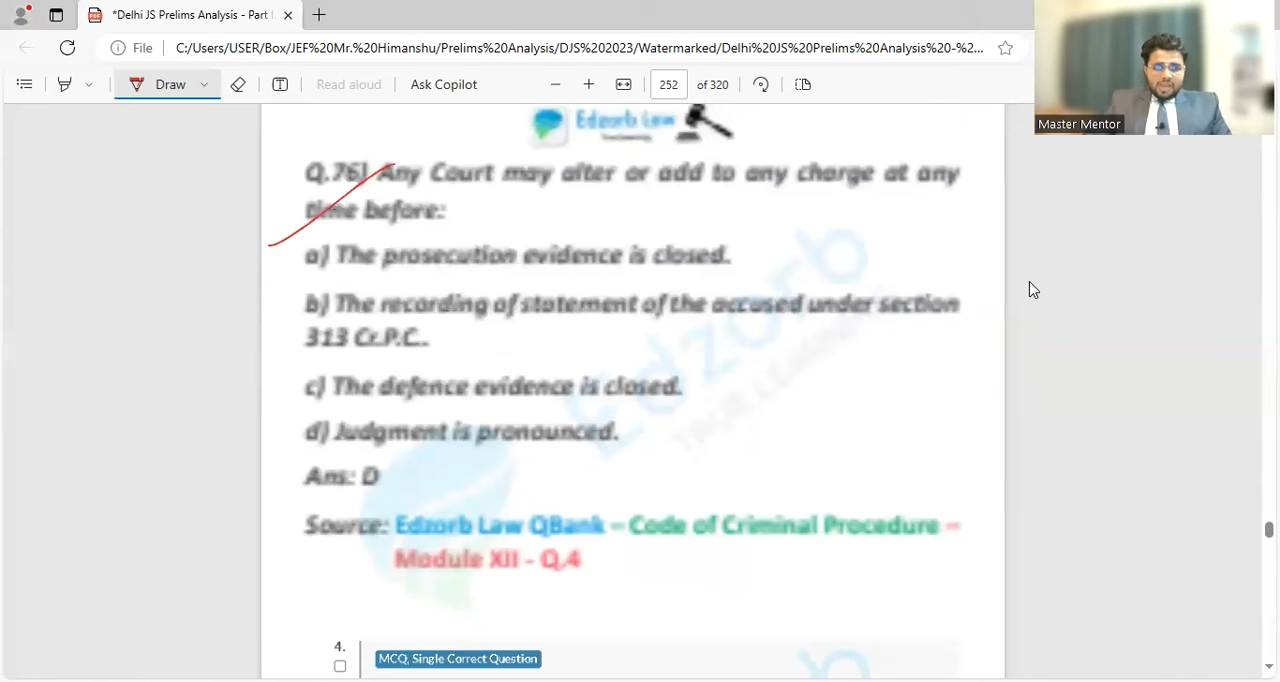 *Delhi JS Prelims Analysis - Part I
File
C:/Users/USER/Box/JEF%20Mr.%20Himanshu/Prelims%20Analysis/DJS%202023/Watermarked/Delhi%20JS%20Prelims%20Analysis%20-%2...
Draw
Read aloud
Ask Copilot
252 of 320
Master Mentor
Edzorb Law
Q.76) Any Court may alter or add to any charge at any
time before:
a) The prosecution evidence is closed.
b) The recording of statement of the accused under section
313 Cr.P.C..
c) The defence evidence is closed.
d) Judgment is pronounced.
Ans: D
Source: Edzorb Law QBank – Code of Criminal Procedure –
Module XII - Q.4
Edzorb
4.
MCQ, Single Correct Question